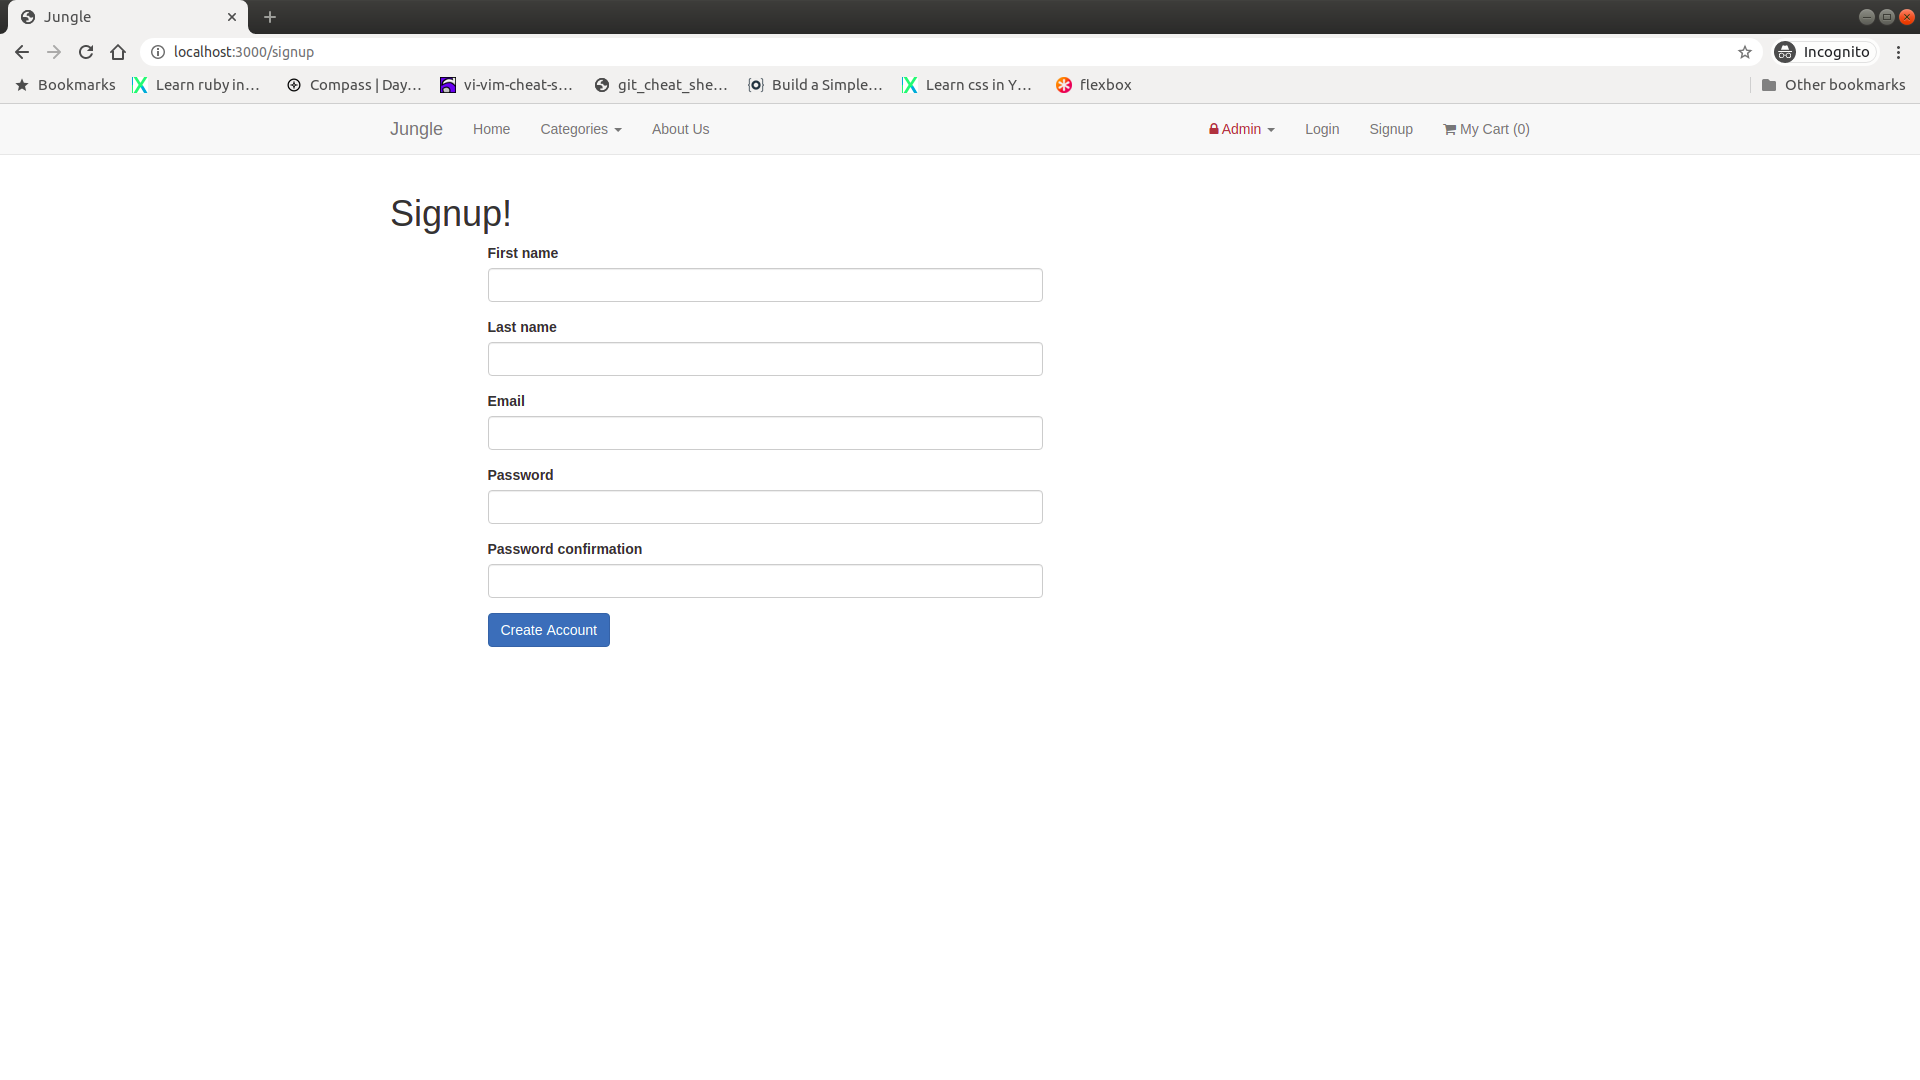 Jungle
localhost:3000/signup
Incognito
Bookmarks Learn ruby in... Compass | Day... vi-vim-cheat-s... git_cheat_she... Build a Simple... Learn css in Y... flexbox Other bookmarks
Jungle Home Categories About Us Admin Login Signup My Cart (0)
Signup!
First name
Last name
Email
Password
Password confirmation
Create Account